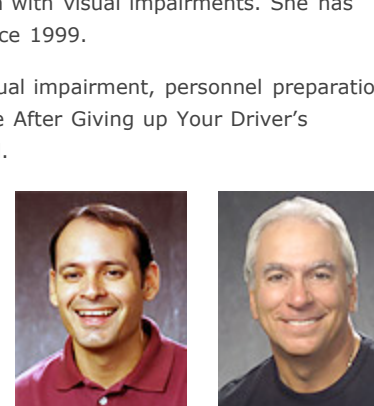 with visual impairments. She has
ce 1999.
ual impairment, personnel preparatio
e After Giving up Your Driver's
.